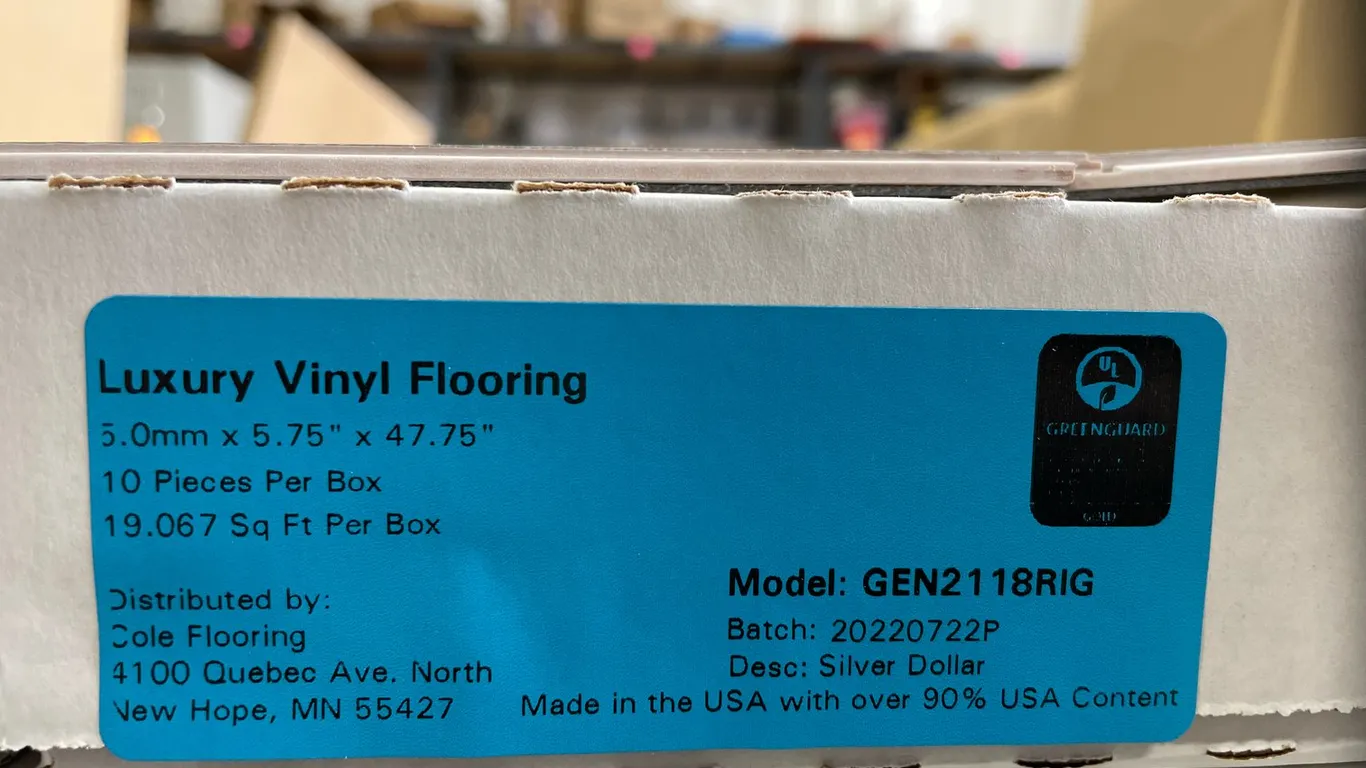 Luxury Vinyl Flooring
5.0mm x 5.75" x 47.75"
10 Pieces Per Box
19.067 Sq Ft Per Box
Distributed by:
Cole Flooring
4100 Quebec Ave. North
New Hope, MN 55427
UL
GREENGUARD
GOLD
Model: GEN2118RIG
Batch: 20220722P
Desc: Silver Dollar
Made in the USA with over 90% USA Content